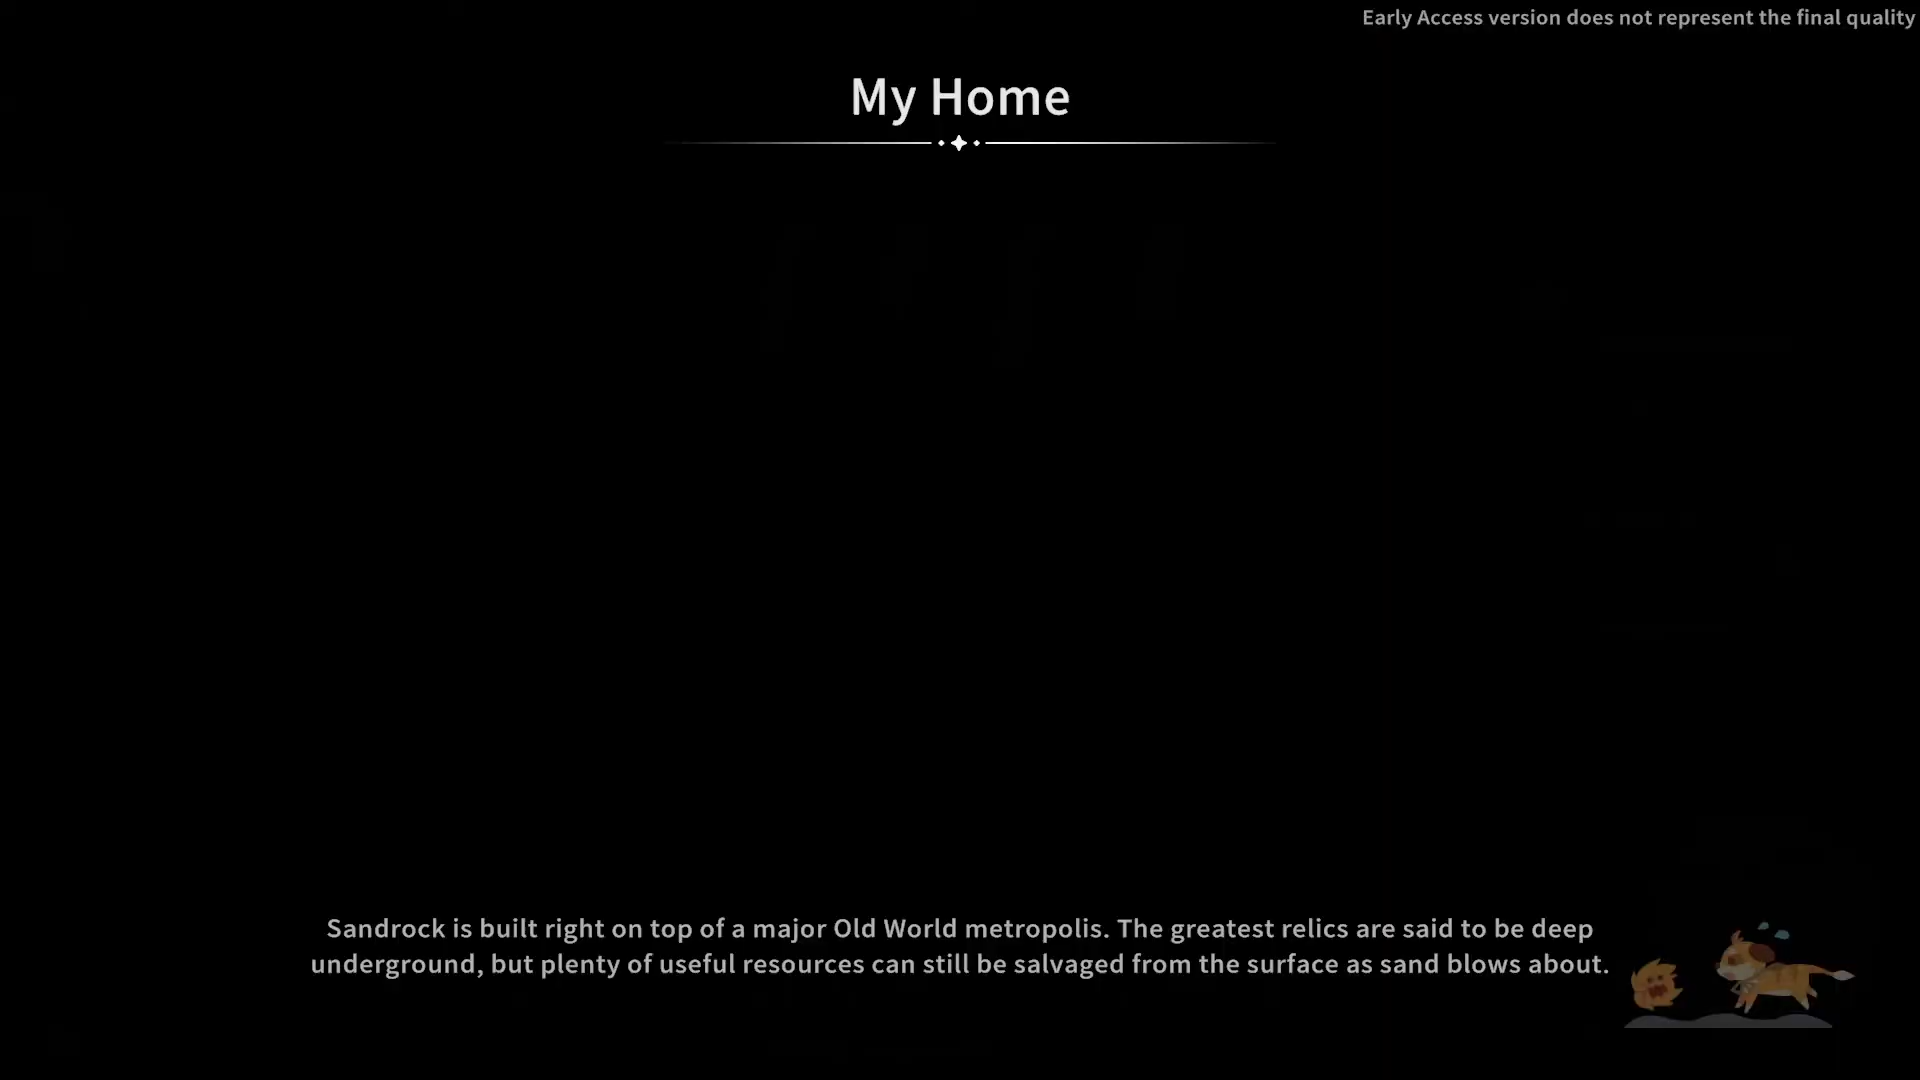 Early Access version does not represent the final quality
My Home
Sandrock is built right on top of a major Old World metropolis. The greatest relics are said to be deep
underground, but plenty of useful resources can still be salvaged from the surface as sand blows about.